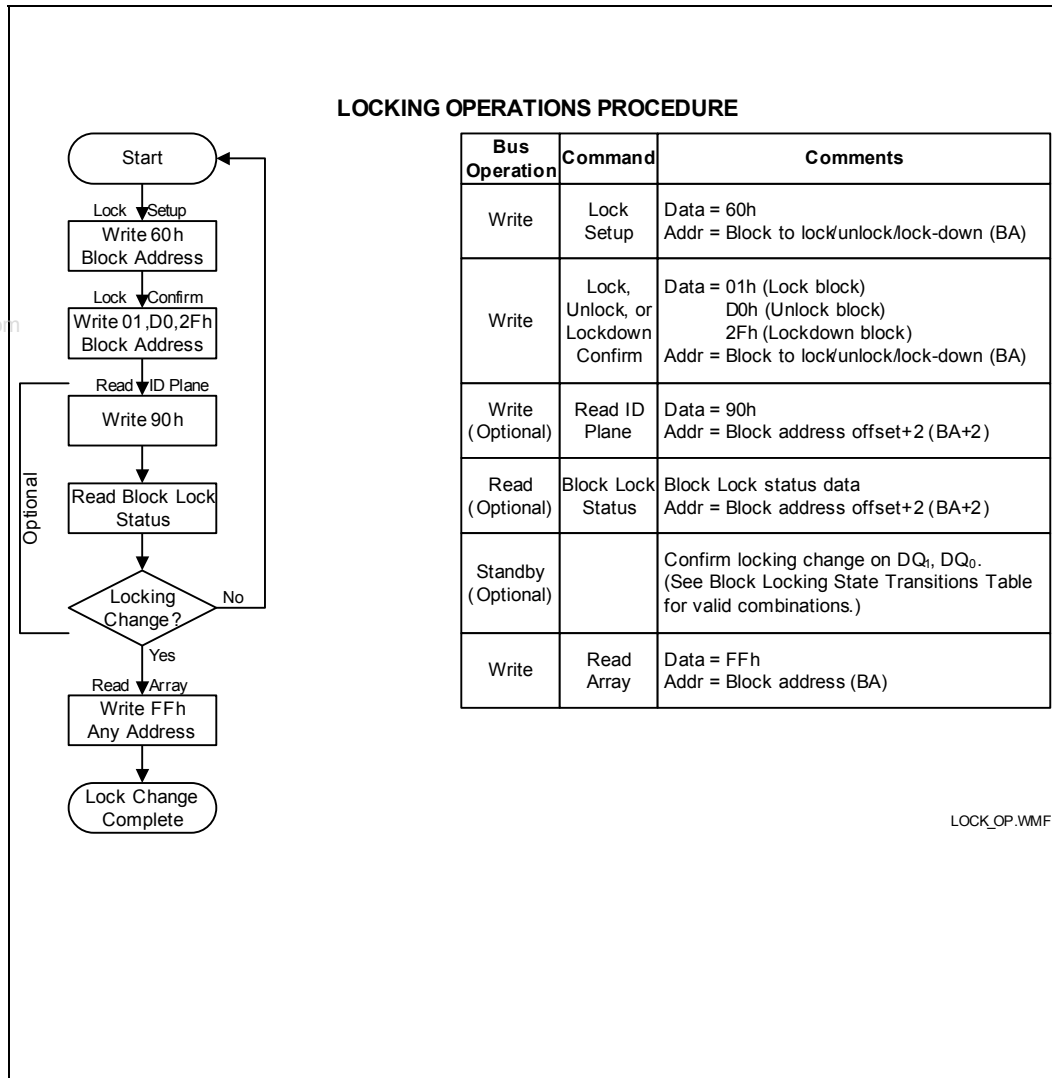 LOCKING OPERATIONS PROCEDURE
Start
Lock Setup
Write 60h
Block Address
Lock Confirm
Write 01,D0,2Fh
Block Address
Read ID Plane
Write 90h
Optional
Read Block Lock
Status
Locking
Change?
No
Yes
Read Array
Write FFh
Any Address
Lock Change
Complete
om
Bus
Operation
Command
Comments
Write
Lock
Setup
Data = 60h
Addr = Block to lock/unlock/lock-down (BA)
Write
Lock,
Unlock, or
Lockdown
Confirm
Data = 01h (Lock block)
D0h (Unlock block)
2Fh (Lockdown block)
Addr = Block to lock/unlock/lock-down (BA)
Write
(Optional)
Read ID
Plane
Data = 90h
Addr = Block address offset+2 (BA+2)
Read
(Optional)
Block Lock
Status
Block Lock status data
Addr = Block address offset+2 (BA+2)
Standby
(Optional)
Confirm locking change on DQ₁, DQ₀.
(See Block Locking State Transitions Table
for valid combinations.)
Write
Read
Array
Data = FFh
Addr = Block address (BA)
LOCK_OP.WMF